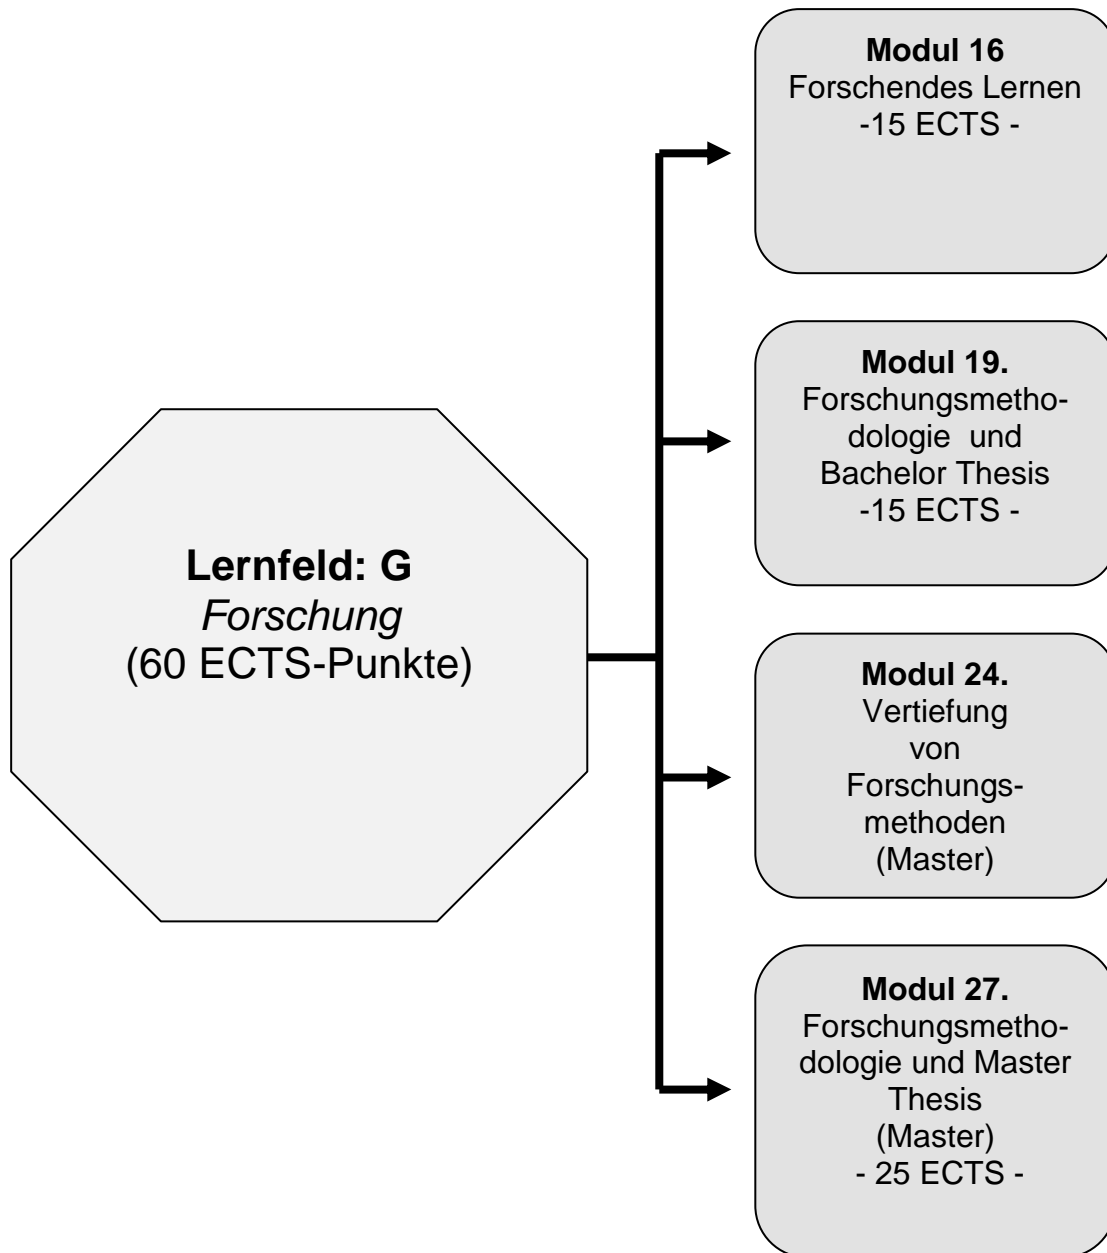 Lernfeld: G
Forschung
(60 ECTS-Punkte)
Modul 16
Forschendes Lernen
-15 ECTS -
Modul 19.
Forschungsmetho-
dologie und
Bachelor Thesis
-15 ECTS -
Modul 24.
Vertiefung
von
Forschungs-
methoden
(Master)
Modul 27.
Forschungsmetho-
dologie und Master
Thesis
(Master)
- 25 ECTS -